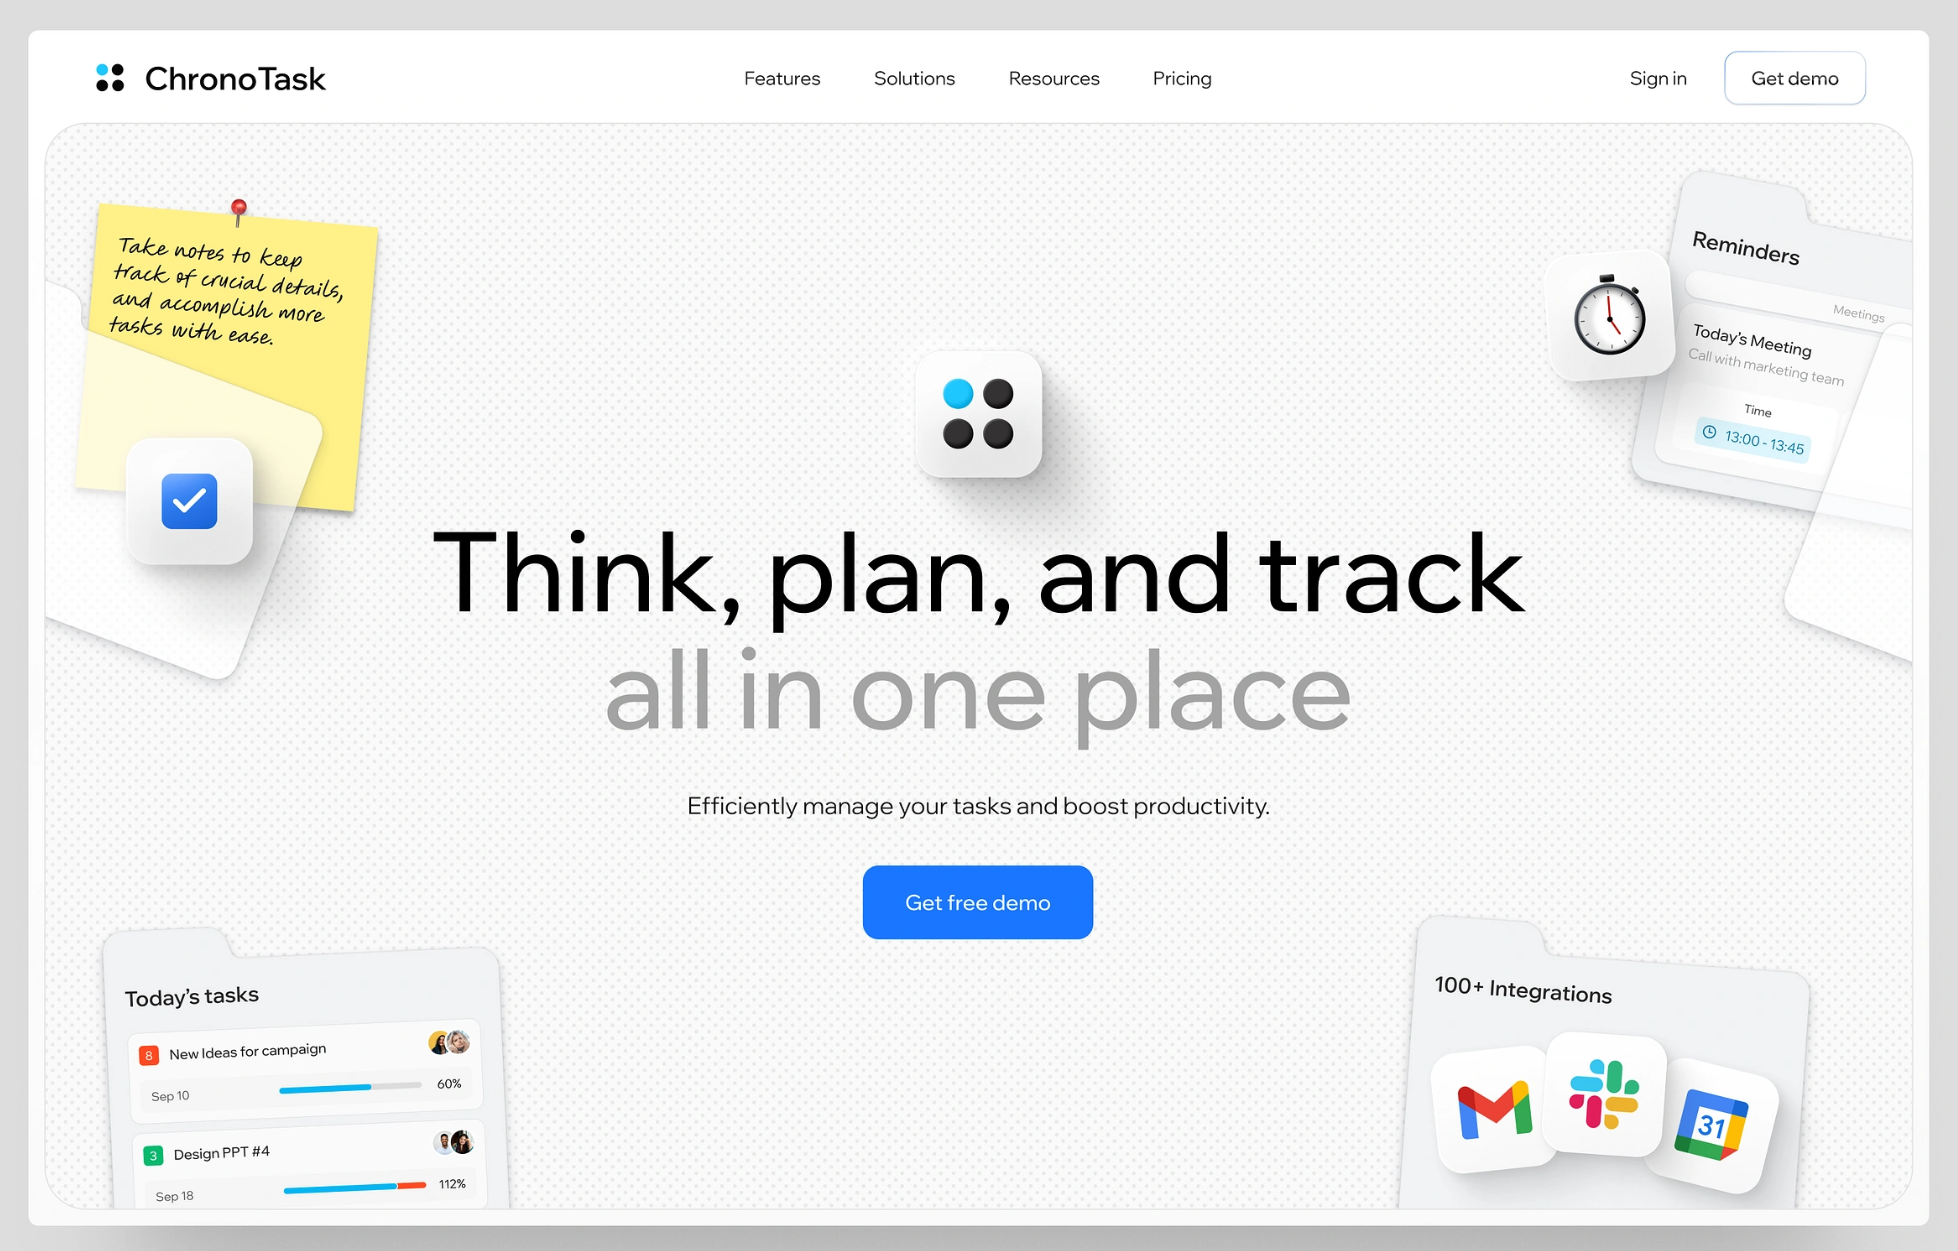 ChronoTask
Features
Solutions
Resources
Pricing
Sign in
Get demo
Take notes to keep
track of crucial details,
and accomplish more
tasks with ease.
Reminders
Meetings
Today's Meeting
Call with marketing team
Time
13:00 - 13:45
Think, plan, and track
all in one place
Efficiently manage your tasks and boost productivity.
Get free demo
Today's tasks
8 New Ideas for campaign
Sep 10 60%
3 Design PPT #4
Sep 18 112%
100+ Integrations
31